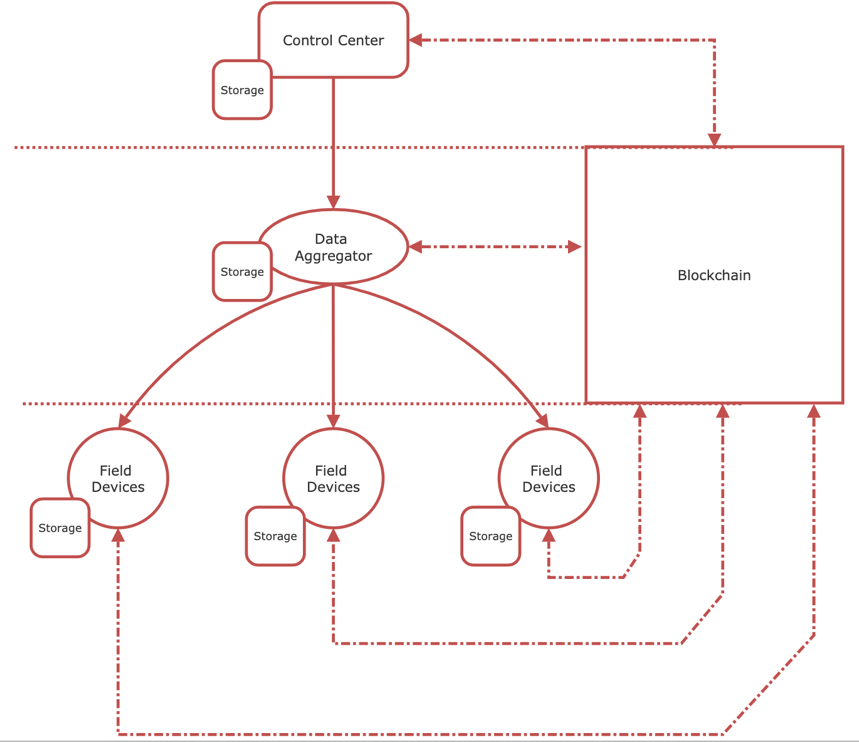 Control Center
Storage
Data
Aggregator
Storage
Blockchain
Field
Devices
Storage
Field
Devices
Storage
Field
Devices
Storage